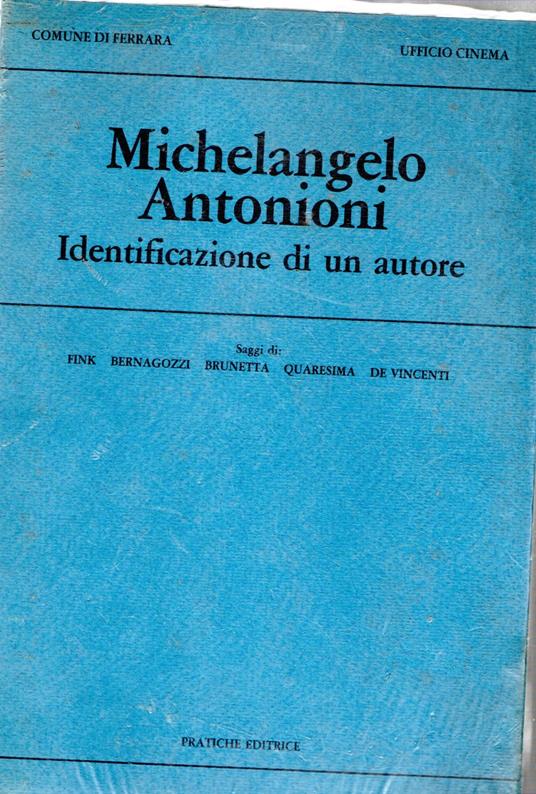 COMUNE DI FERRARA
UFFICIO CINEMA
Michelangelo
Antonioni
Identificazione di un autore
Saggi di:
FINK BERNAGOZZI BRUNETTA QUARESIMA DE VINCENTI
PRATICHE EDITRICE